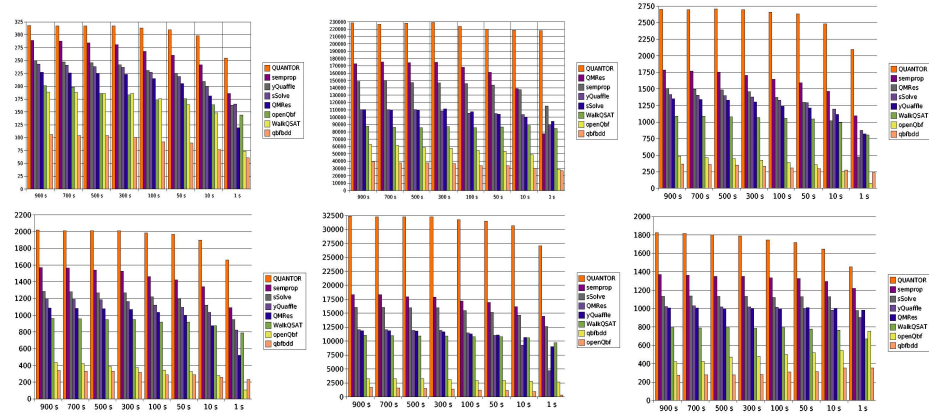 325
300
275
250
225
200
175
150
125
100
75
50
25
0
900 s 700 s 500 s 300 s 100 s 50 s 10 s 1 s
QUANTOR
semprop
yQuaffle
sSolve
QMRes
openQbf
WalkQSAT
qbfbdd
230000
220000
210000
200000
190000
180000
170000
160000
150000
140000
130000
120000
110000
100000
90000
80000
70000
60000
50000
40000
30000
20000
10000
0
900 s 700 s 500 s 300 s 100 s 50 s 10 s 1 s
QUANTOR
QMRes
semprop
yQuaffle
sSolve
WalkQSAT
openQbf
qbfbdd
2750
2500
2250
2000
1750
1500
1250
1000
750
500
250
0
900 s 700 s 500 s 300 s 100 s 50 s 10 s 1 s
QUANTOR
semprop
sSolve
QMRes
yQuaffle
WalkQSAT
openQbf
qbfbdd
2200
2000
1800
1600
1400
1200
1000
800
600
400
200
0
900 s 700 s 500 s 300 s 100 s 50 s 10 s 1 s
QUANTOR
semprop
sSolve
yQuaffle
QMRes
WalkQSAT
openQbf
qbfbdd
32500
30000
27500
25000
22500
20000
17500
15000
12500
10000
7500
5000
2500
0
900 s 700 s 500 s 300 s 100 s 50 s 10 s 1 s
QUANTOR
semprop
sSolve
QMRes
yQuaffle
WalkQSAT
qbfbdd
openQbf
2000
1800
1600
1400
1200
1000
800
600
400
200
0
900 s 700 s 500 s 300 s 100 s 50 s 10 s 1 s
QUANTOR
semprop
sSolve
yQuaffle
QMRes
WalkQSAT
openQbf
qbfbdd